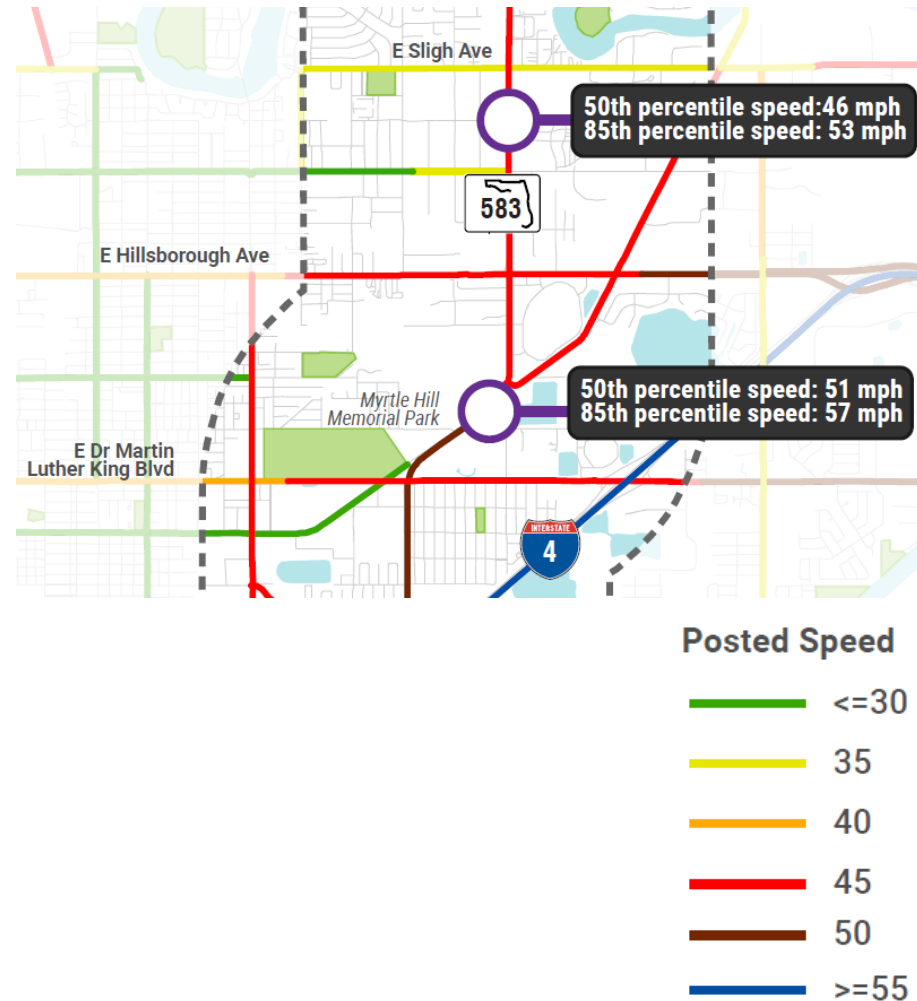 E Sligh Ave
50th percentile speed:46 mph
85th percentile speed: 53 mph
583
E Hillsborough Ave
50th percentile speed: 51 mph
85th percentile speed: 57 mph
Myrtle Hill
Memorial Park
E Dr Martin
Luther King Blvd
INTERSTATE
4
Posted Speed
<=30
35
40
45
50
>=55